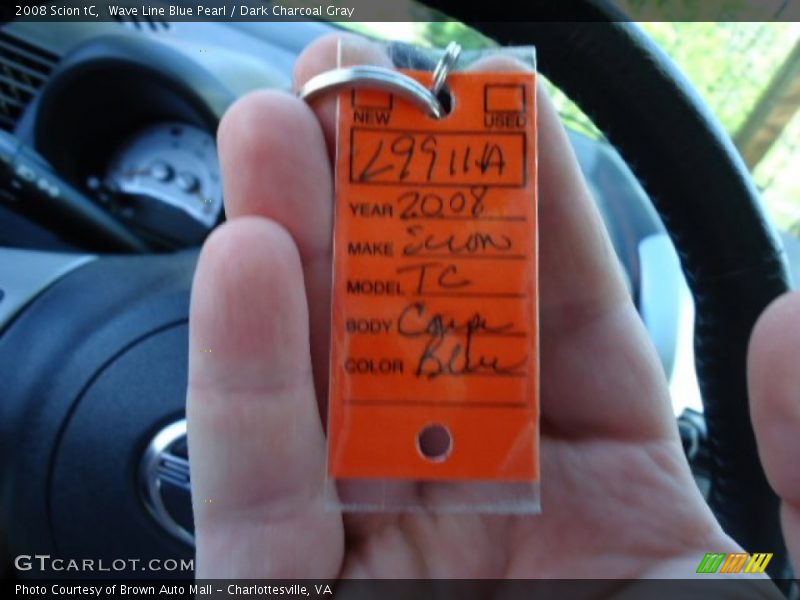 2008 Scion tC, Wave Line Blue Pearl / Dark Charcoal Gray
NEW USED
L9911A
YEAR 2008
MAKE Scion
MODEL TC
BODY Coupe
COLOR Blue
GTCARLOT.COM
Photo Courtesy of Brown Auto Mall - Charlottesville, VA